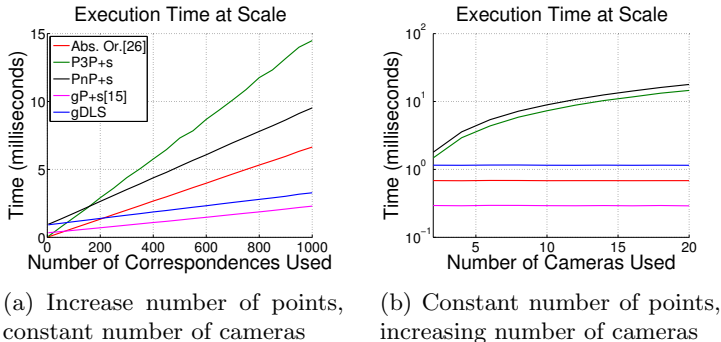 Execution Time at Scale
Time (milliseconds)
15
10
5
0
Abs. Or.[26]
P3P+s
PnP+s
gP+s[15]
gDLS
0 200 400 600 800 1000
Number of Correspondences Used
(a) Increase number of points,
constant number of cameras
Execution Time at Scale
Time (milliseconds)
10^2
10^1
10^0
10^-1
5 10 15 20
Number of Cameras Used
(b) Constant number of points,
increasing number of cameras